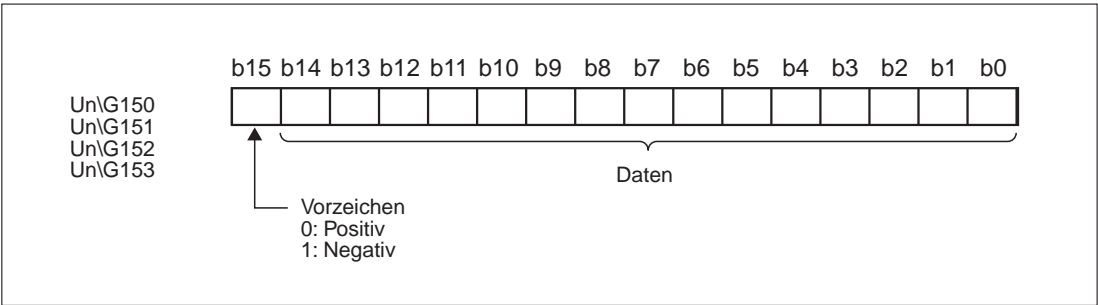 b15 b14 b13 b12 b11 b10 b9 b8 b7 b6 b5 b4 b3 b2 b1 b0
Un\G150
Un\G151
Un\G152
Un\G153
Daten
Vorzeichen
0: Positiv
1: Negativ